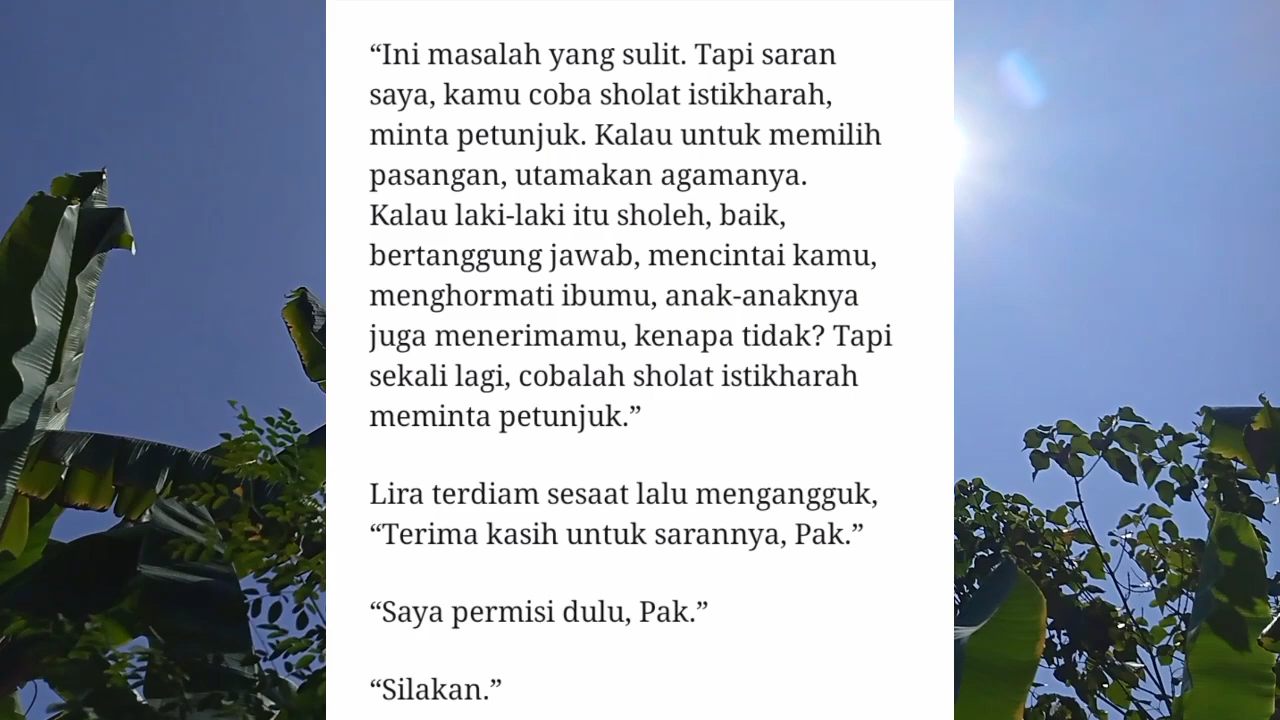 “Ini masalah yang sulit. Tapi saran
saya, kamu coba sholat istikharah,
minta petunjuk. Kalau untuk memilih
pasangan, utamakan agamanya.
Kalau laki-laki itu sholeh, baik,
bertanggung jawab, mencintai kamu,
menghormati ibumu, anak-anaknya
juga menerimamu, kenapa tidak? Tapi
sekali lagi, cobalah sholat istikharah
meminta petunjuk.”
Lira terdiam sesaat lalu mengangguk,
“Terima kasih untuk sarannya, Pak.”
“Saya permisi dulu, Pak.”
“Silakan.”